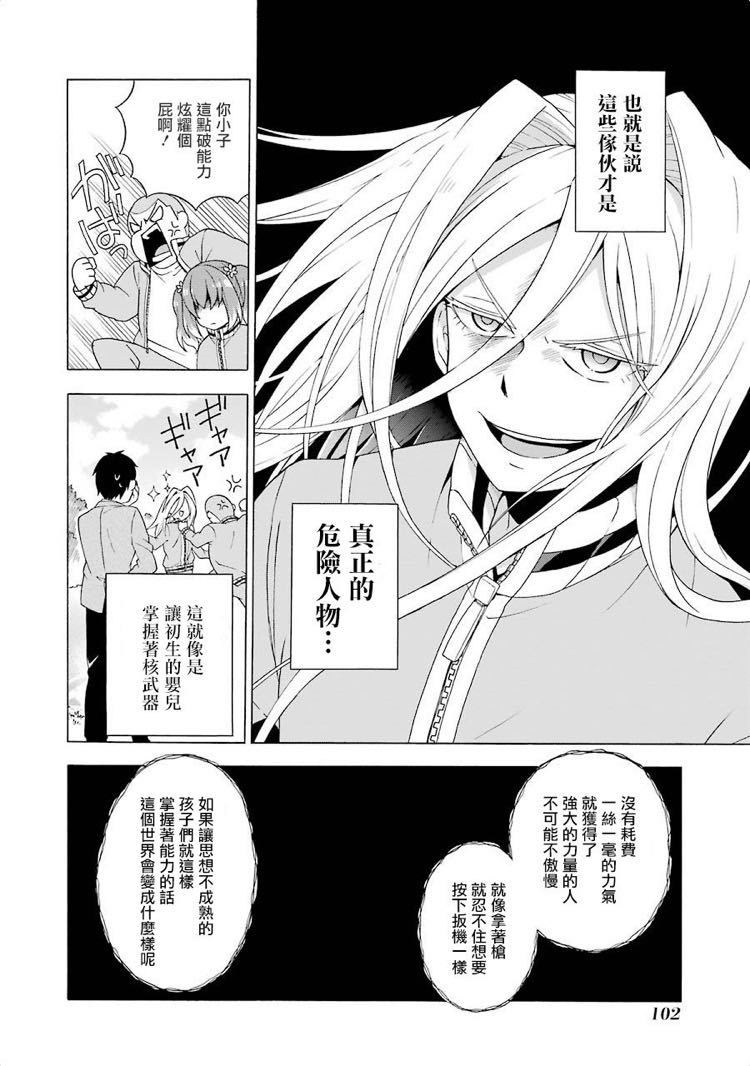 也就是說
這些傢伙才是
真正的
危險人物…
你小子
這點破能力
炫耀個
屁啊!
がばっ
ギャア
ギャア
這就像是
讓初生的嬰兒
掌握著核武器
沒有耗費
一絲一毫的力氣
就獲得了
強大的力量的人
不可能不傲慢
就像拿著槍
就忍不住想要
按下扳機一樣
如果讓思想不成熟的
孩子們就這樣
掌握著能力的話
這個世界會變成什麼樣呢
102